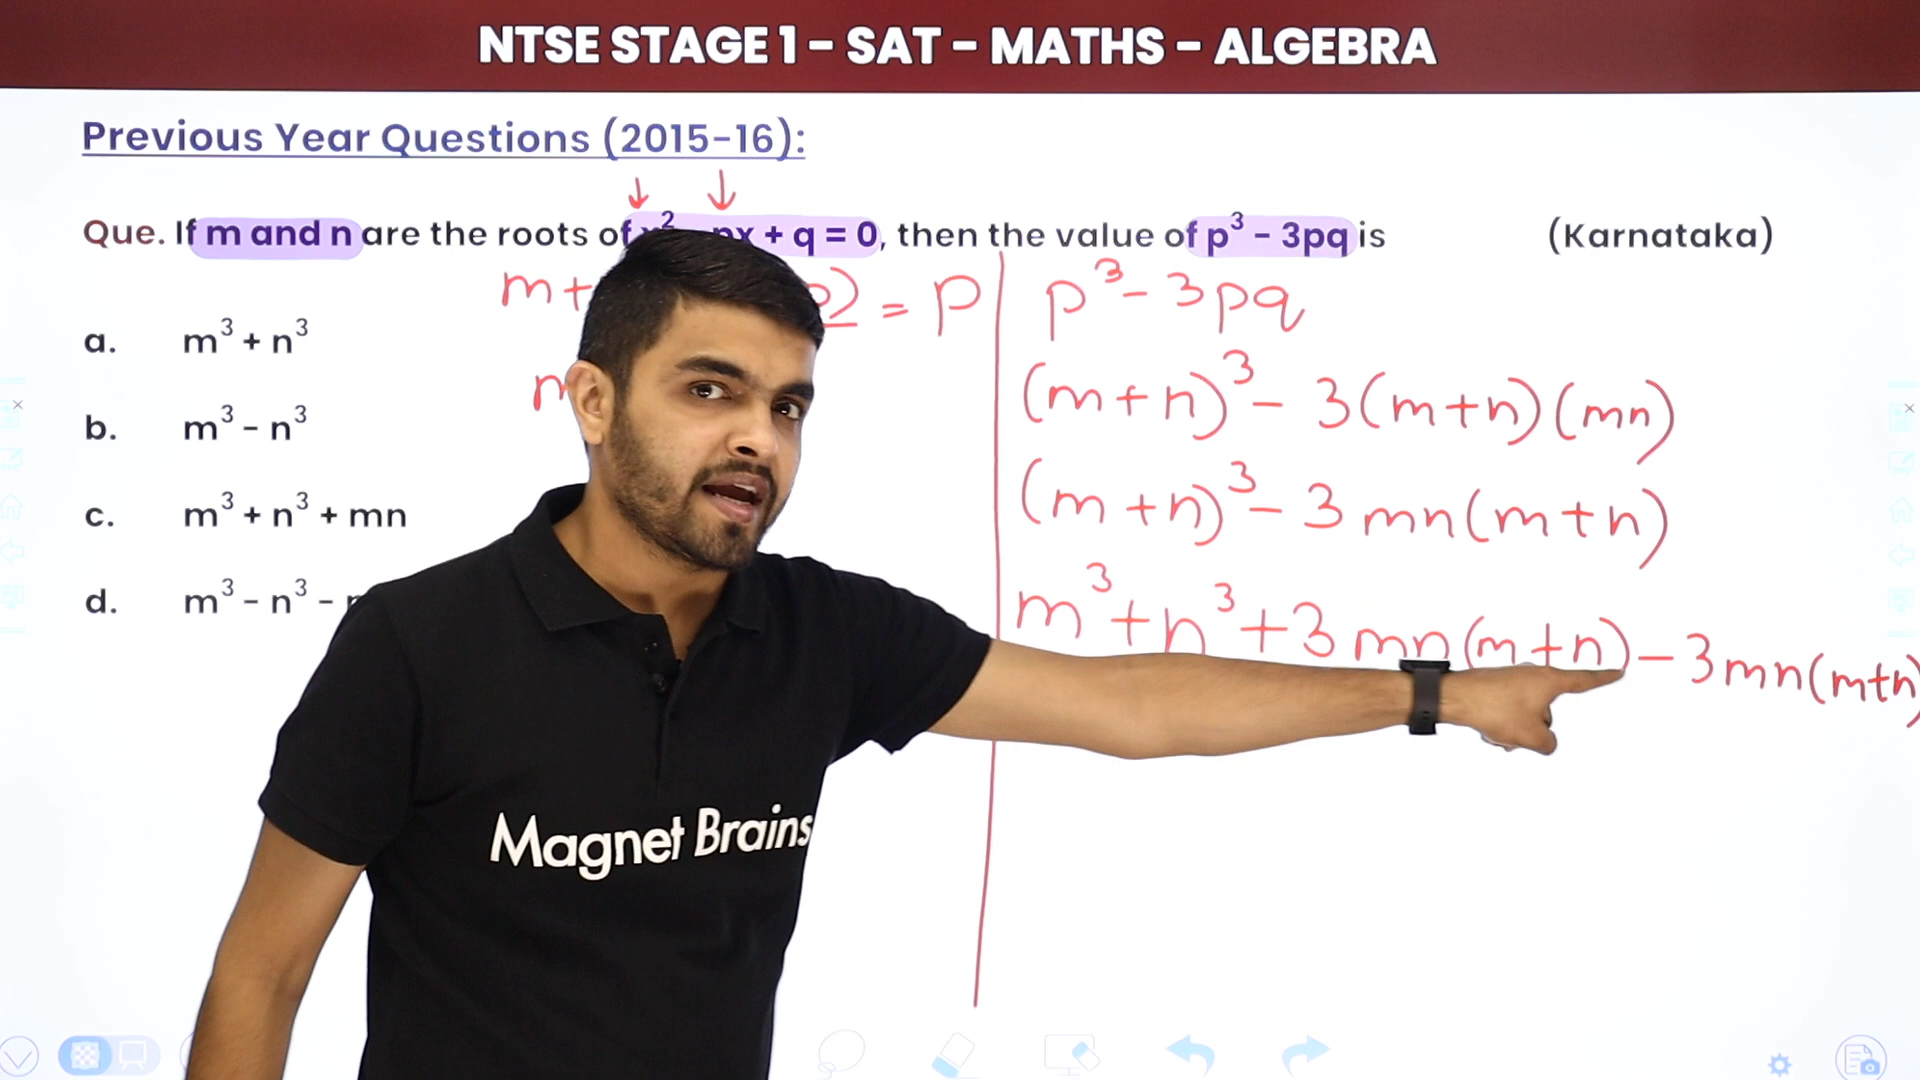 NTSE STAGE 1 - SAT - MATHS - ALGEBRA
Previous Year Questions (2015-16):
Que. If m and n are the roots of x² px + q = 0, then the value of p³ - 3pq is (Karnataka)
a. m³ + n³
b. m³ - n³
c. m³ + n³ + mn
d. m³ - n³ -
m+
= p
p³ - 3pq
(m+n)³ - 3(m+n)(mn)
(m+n)³ - 3mn(m+n)
m³+n³+3mn(m+n) - 3mn(m+n)
Magnet Brains